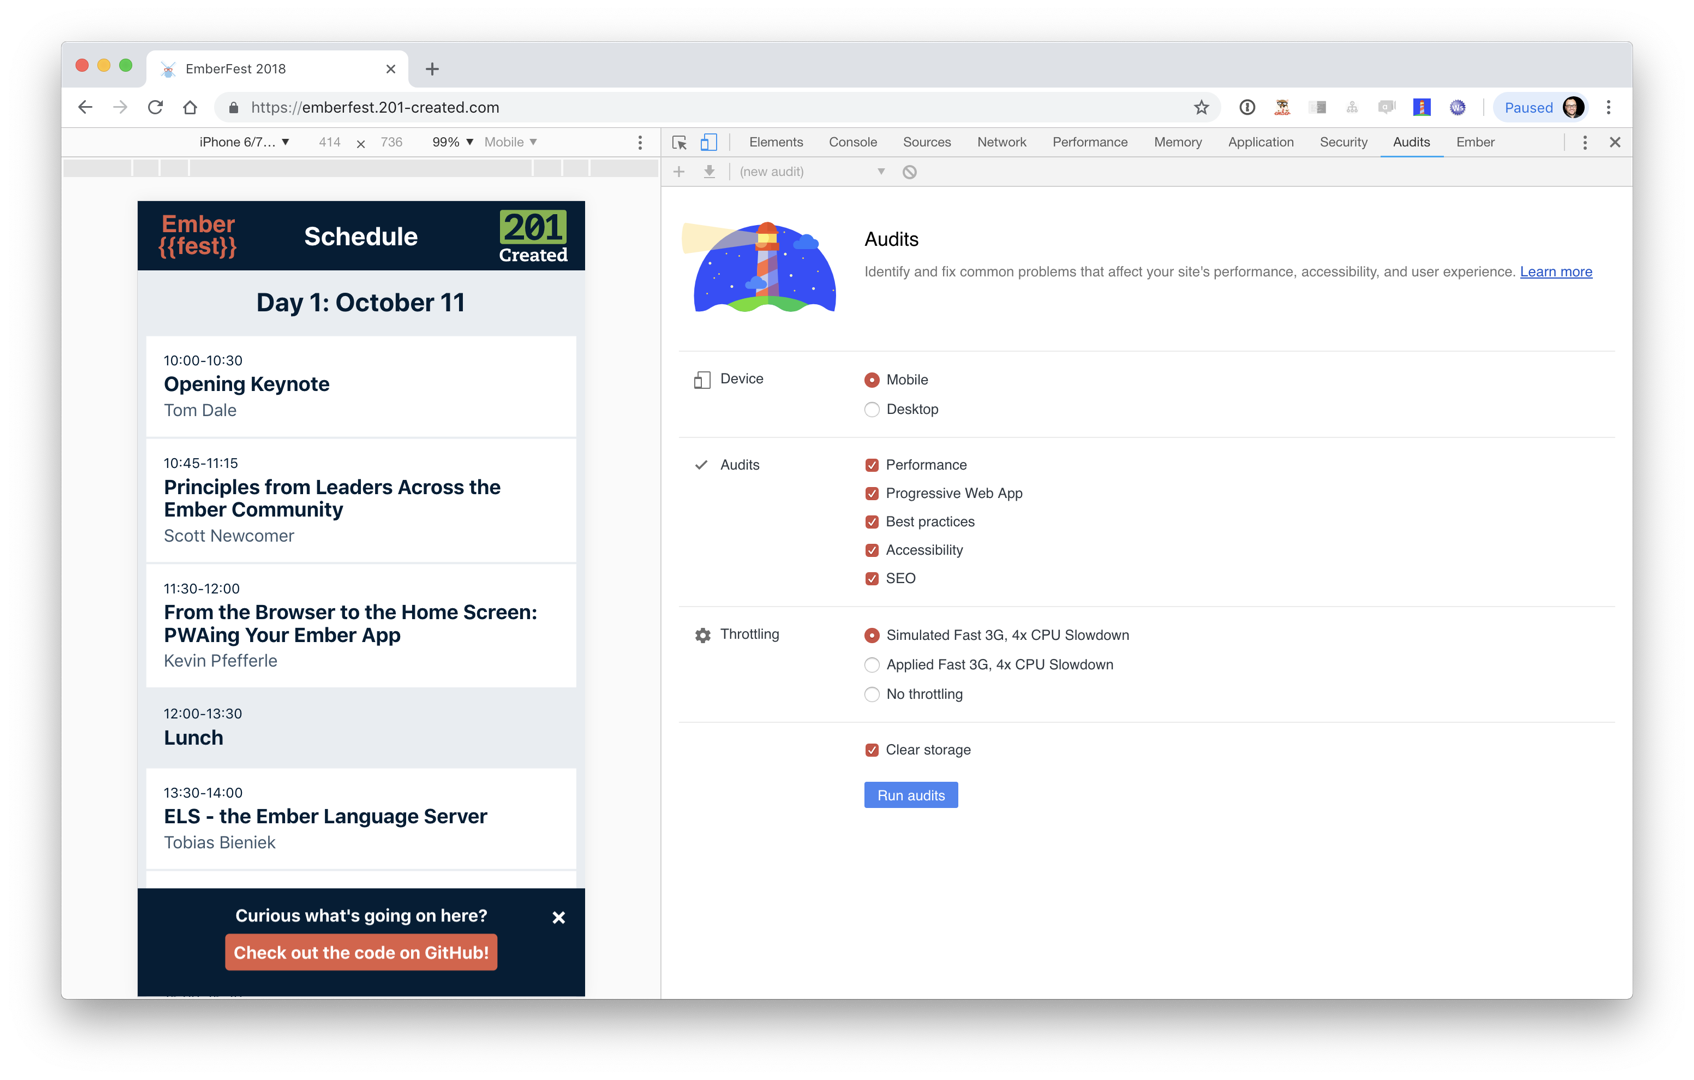 EmberFest 2018
https://emberfest.201-created.com
Paused
iPhone 6/7… ▼ 414 × 736 99% ▼ Mobile ▼
Elements Console Sources Network Performance Memory Application Security Audits Ember
(new audit)
Ember
{{fest}}
Schedule
201
Created
Day 1: October 11
10:00-10:30
Opening Keynote
Tom Dale
10:45-11:15
Principles from Leaders Across the
Ember Community
Scott Newcomer
11:30-12:00
From the Browser to the Home Screen:
PWAing Your Ember App
Kevin Pfefferle
12:00-13:30
Lunch
13:30-14:00
ELS - the Ember Language Server
Tobias Bieniek
Curious what's going on here?
Check out the code on GitHub!
Audits
Identify and fix common problems that affect your site's performance, accessibility, and user experience. Learn more
Device
Mobile
Desktop
Audits
Performance
Progressive Web App
Best practices
Accessibility
SEO
Throttling
Simulated Fast 3G, 4x CPU Slowdown
Applied Fast 3G, 4x CPU Slowdown
No throttling
Clear storage
Run audits